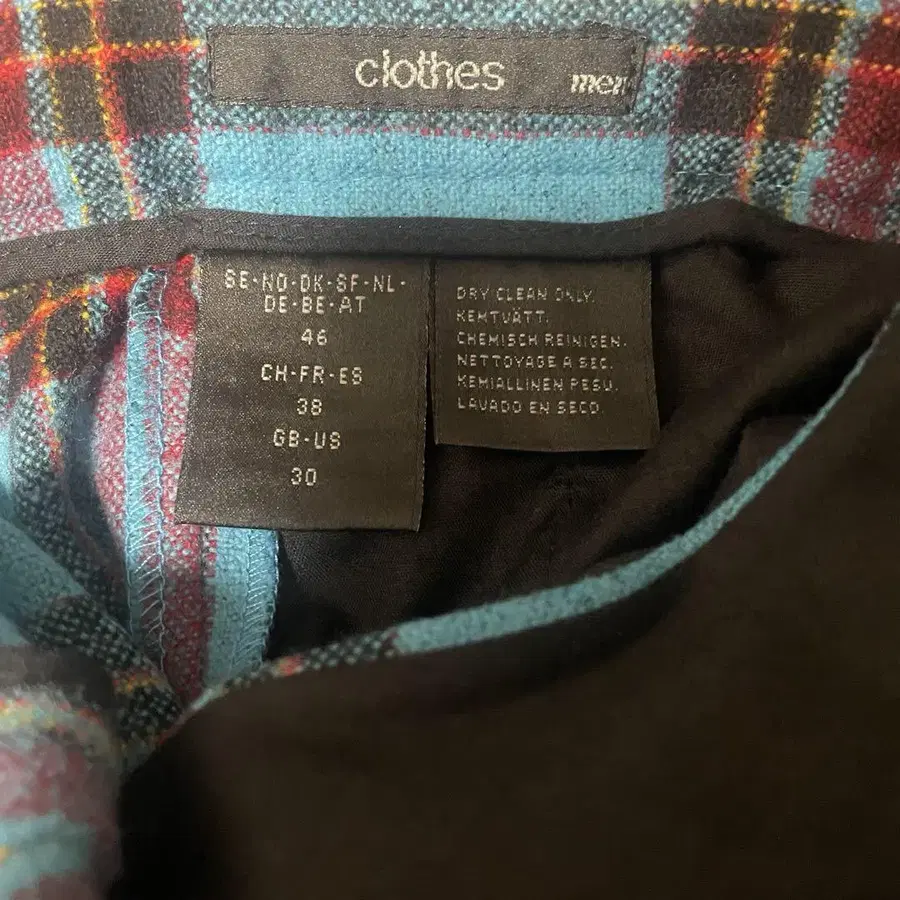 clothes men
SE·NO·DK·SF·NL·
DE·BE·AT
46
CH-FR-ES
38
GB-US
30
DRY CLEAN ONLY.
KEMTVÄTT.
CHEMISCH REINIGEN.
NETTOYAGE A SEC.
KEMIALLINEN PESU.
LAVADO EN SECO